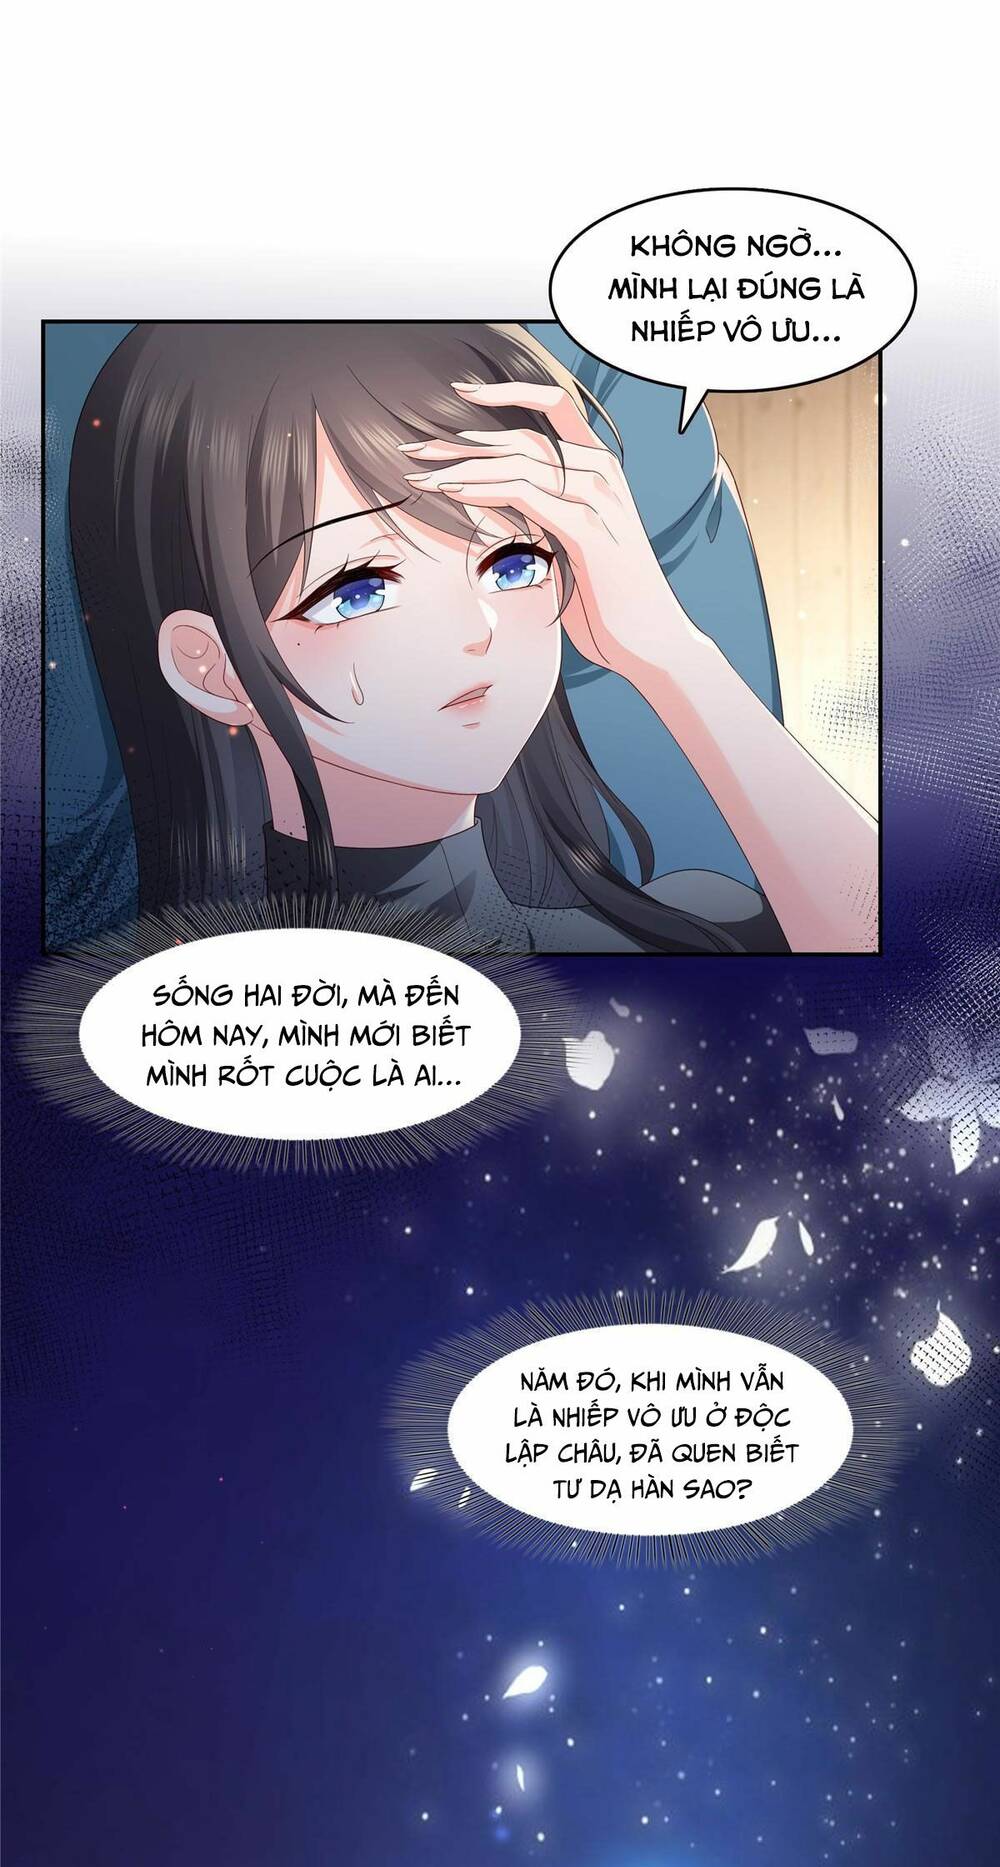 KHÔNG NGỜ...
MÌNH LẠI ĐÚNG LÀ
NHIẾP VÔ ƯU...
SỐNG HAI ĐỜI, MÀ ĐẾN
HÔM NAY, MÌNH MỚI BIẾT
MÌNH RỐT CUỘC LÀ AI...
NĂM ĐÓ, KHI MÌNH VẪN
LÀ NHIẾP VÔ ƯU Ở ĐỘC
LẬP CHÂU, ĐÃ QUEN BIẾT
TƯ DẠ HÀN SAO?